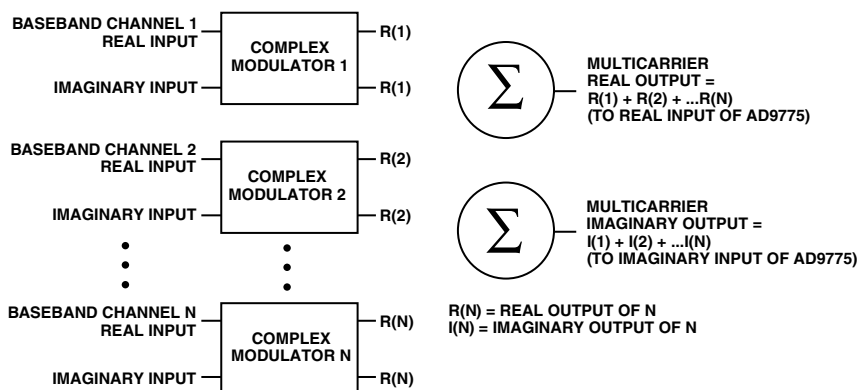 BASEBAND CHANNEL 1
REAL INPUT
IMAGINARY INPUT
COMPLEX
MODULATOR 1
R(1)
R(1)
BASEBAND CHANNEL 2
REAL INPUT
IMAGINARY INPUT
COMPLEX
MODULATOR 2
R(2)
R(2)
BASEBAND CHANNEL N
REAL INPUT
IMAGINARY INPUT
COMPLEX
MODULATOR N
R(N)
R(N)
Σ
MULTICARRIER
REAL OUTPUT =
R(1) + R(2) + ...R(N)
(TO REAL INPUT OF AD9775)
Σ
MULTICARRIER
IMAGINARY OUTPUT =
I(1) + I(2) + ...I(N)
(TO IMAGINARY INPUT OF AD9775)
R(N) = REAL OUTPUT OF N
I(N) = IMAGINARY OUTPUT OF N